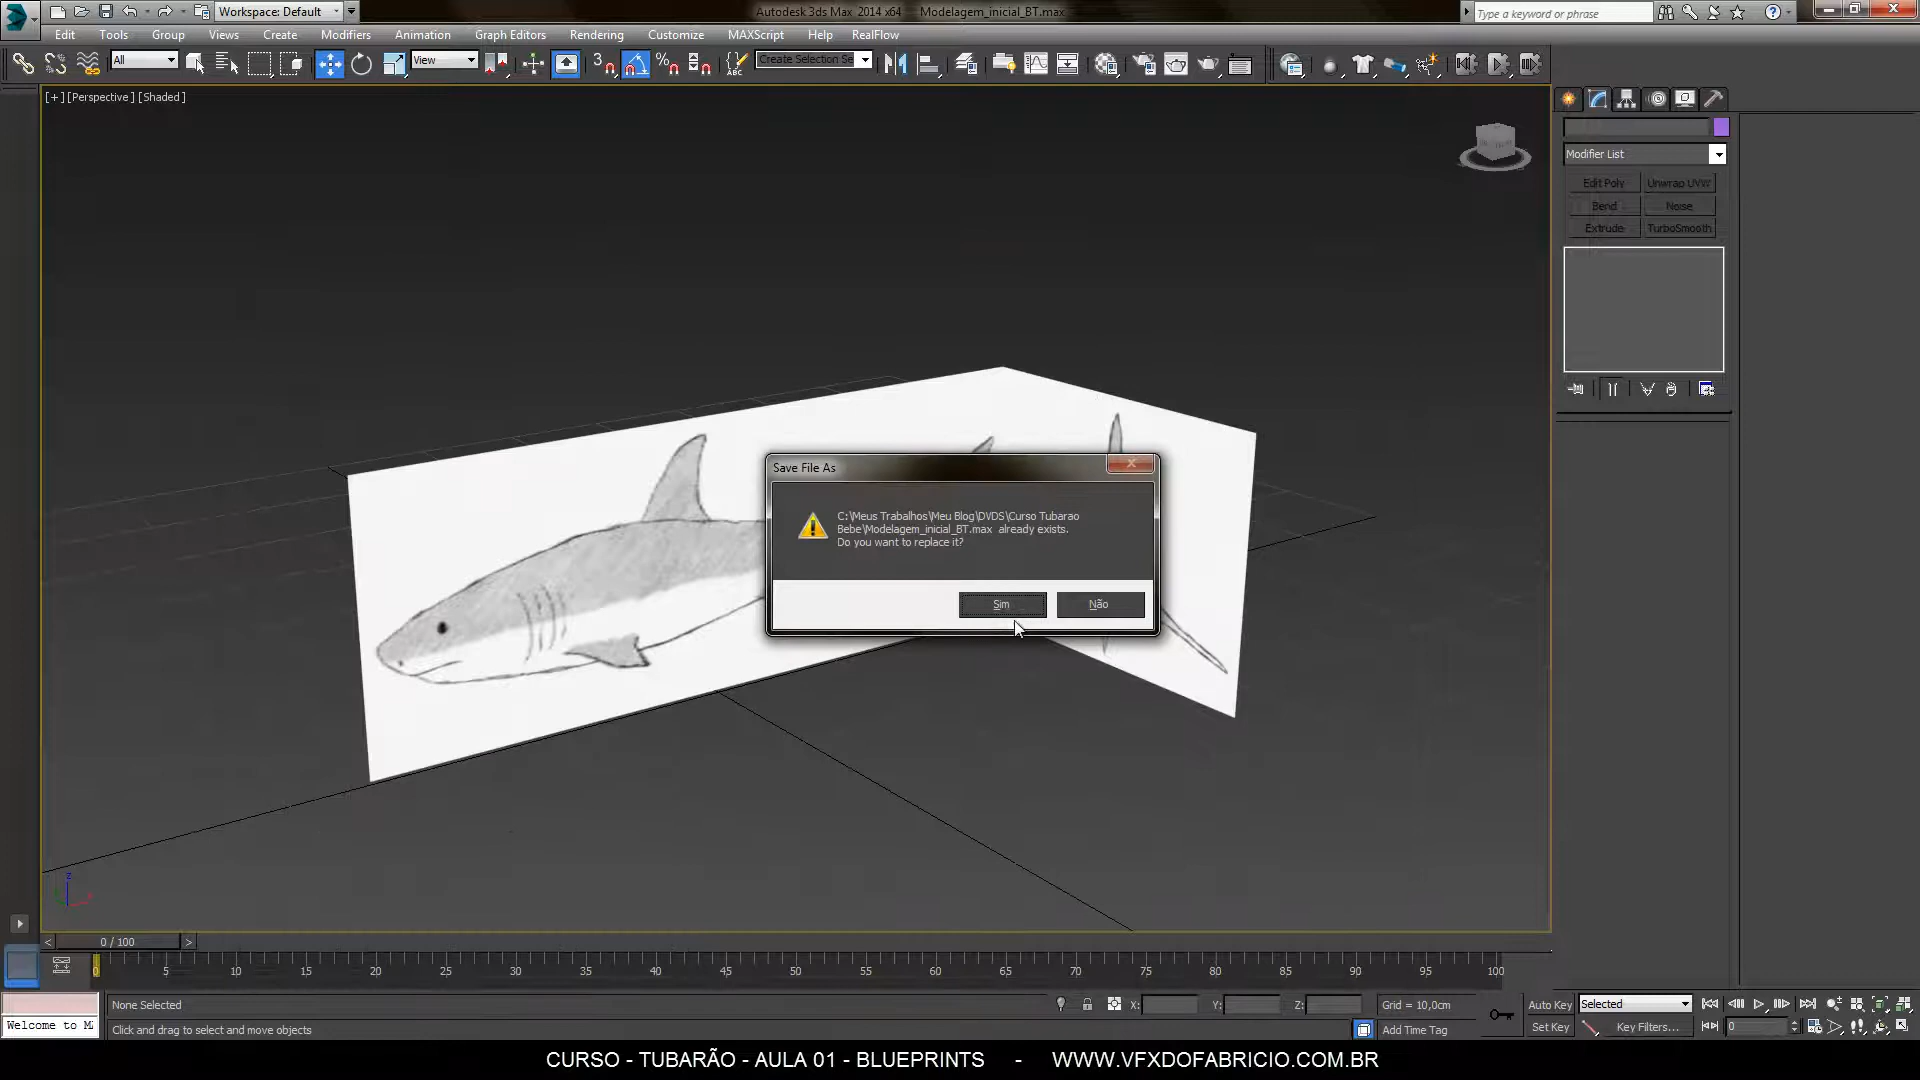 Workspace: Default
Autodesk 3ds Max 2014 x64 Modelagem_inicial_BT.max
Type a keyword or phrase
Edit Tools Group Views Create Modifiers Animation Graph Editors Rendering Customize MAXScript Help RealFlow
All
View
Create Selection Se
[+] [Perspective] [Shaded]
Modifier List
Edit Poly Unwrap UVW
Bend Noise
Extrude TurboSmooth
Save File As
C:\Meus Trabalhos\Meu Blog\DVDS\Curso Tubarao
Bebe\Modelagem_inicial_BT.max already exists.
Do you want to replace it?
Sim Não
z
< 0 / 100 >
0 5 10 15 20 25 30 35 40 45 50 55 60 65 70 75 80 85 90 95 100
None Selected X: Y: Z: Grid = 10,0cm Auto Key Selected
Welcome to M
Click and drag to select and move objects Add Time Tag Set Key Key Filters... 0
CURSO - TUBARÃO - AULA 01 - BLUEPRINTS - WWW.VFXDOFABRICIO.COM.BR